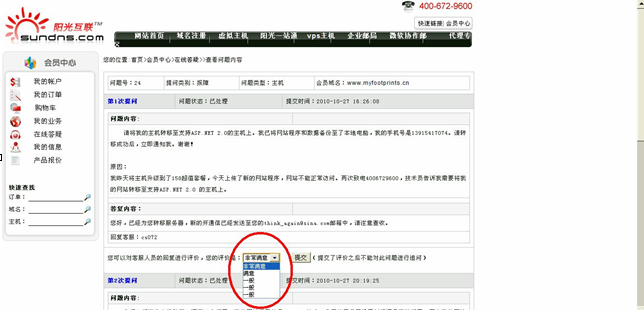 阳光互联™
sundns.com
400-672-9600
快速链接|会员中心
网站首页 域名注册 虚拟主机 阳光一站通 vps主机 企业邮局 微软协作部 代理专
区
会员中心
我的帐户
我的订单
购物车
我的业务
在线答疑
我的信息
产品报价
快速查找
订单：
域名：
主机：
您的位置:首页>会员中心>在线答疑>>查看问题内容
问题号：24 提问类别：故障 问题类型：主机 会员域名：www.myfootprints.cn
第1次提问 问题状态：已处理 提交时间：2010-10-27 16:26:08
问题内容：
请将我的主机转移至支持ASP.NET 2.0的主机上。我已将网站程序和数据备份至了本地电脑，我的手机号是13915417074。请转
移成功后，立即通知我。谢谢！
原因：
我昨天将主机升级到了150超值套餐，今天上传了新的网站程序，网站不能正常访问。再次致电4006729600，技术员告诉我需要将我
的网站转移至支持ASP.NET 2.0 的主机上。
答复内容：
您好，已经为您转移服务器，新的开通信已经发送至您的think_again@sina.com邮箱中，请注意查收。
回复客服：cs072
您可以对客服人员的回复进行评价，您的评价是： 非常满意 提交 ( 提交了评价之后不能对此问题进行追问 )
非常满意
满意
一般
一般
一般
第2次提问 问题状态：已处理 提交时间：2010-10-27 20:19:25
问题内容：